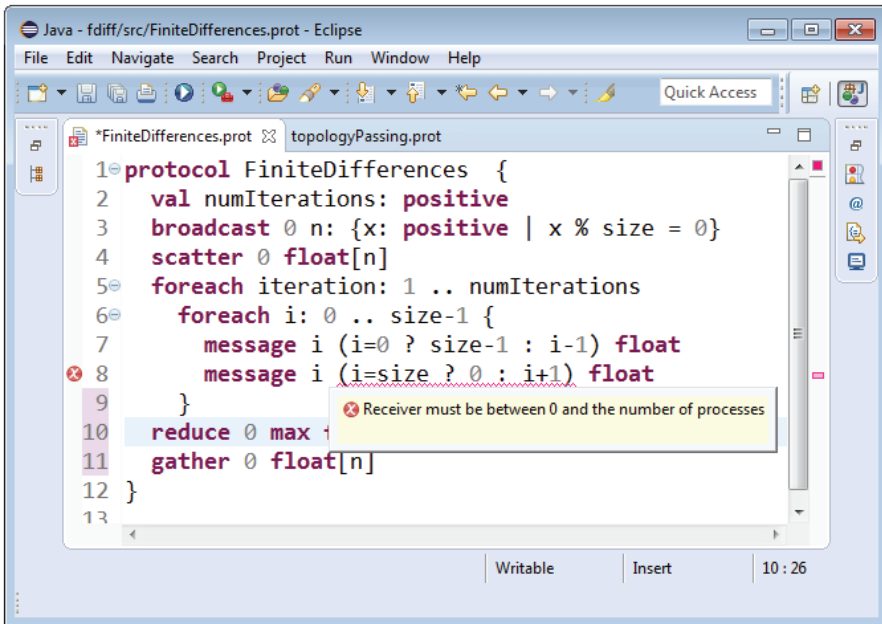 Java - fdiff/src/FiniteDifferences.prot - Eclipse
File Edit Navigate Search Project Run Window Help
Quick Access
*FiniteDifferences.prot topologyPassing.prot
1 protocol FiniteDifferences {
2 val numIterations: positive
3 broadcast 0 n: {x: positive | x % size = 0}
4 scatter 0 float[n]
5 foreach iteration: 1 .. numIterations
6 foreach i: 0 .. size-1 {
7 message i (i=0 ? size-1 : i-1) float
8 message i (i=size ? 0 : i+1) float
9 }
Receiver must be between 0 and the number of processes
10 reduce 0 max
11 gather 0 float[n]
12 }
13
Writable Insert 10 : 26